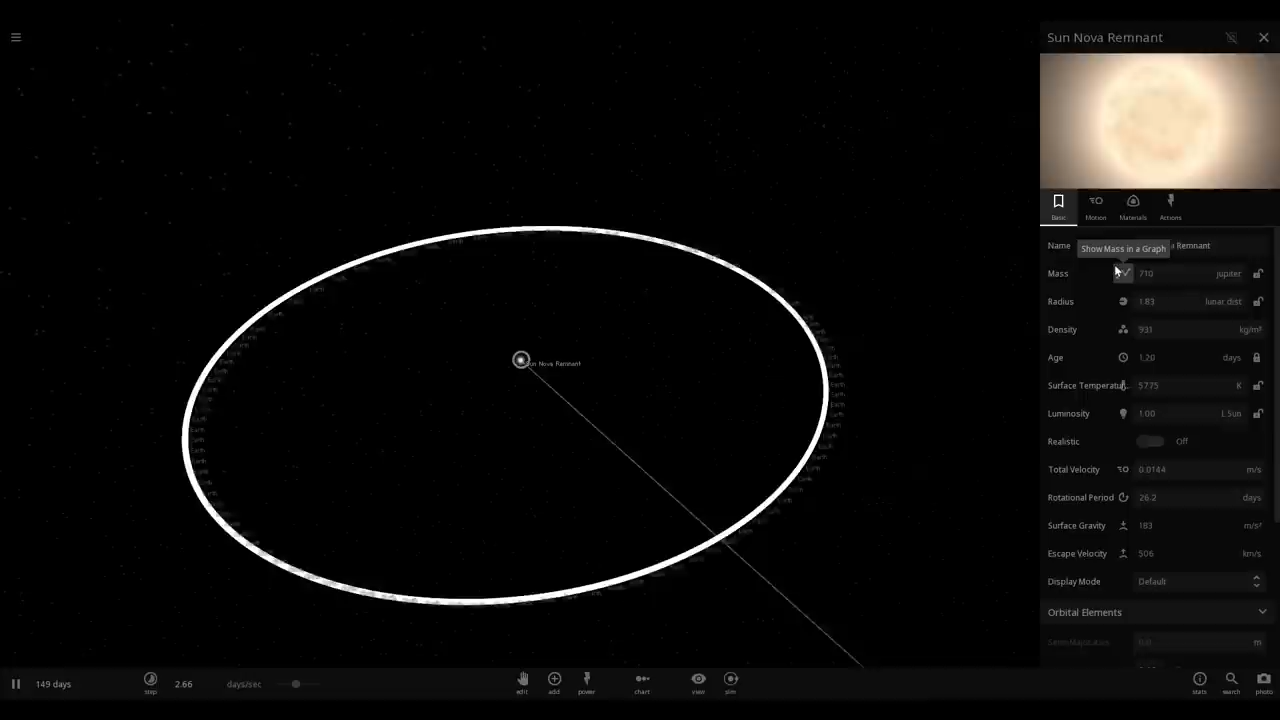 Sun Nova Remnant
Basic Motion Materials Actions
Name a Remnant
Show Mass in a Graph
Mass 710 jupiter
Radius 1.83 lunar dist
Density 931 kg/m³
Age 1.20 days
Surface Temperatu... 5775 K
Luminosity 1.00 L Sun
Realistic Off
Total Velocity 0.0144 m/s
Rotational Period 26.2 days
Surface Gravity 183 m/s²
Escape Velocity 506 km/s
Display Mode Default
Orbital Elements
m
Sun Nova Remnant
Earth
149 days step 2.66 days/sec edit add power chart view slim stats search photo